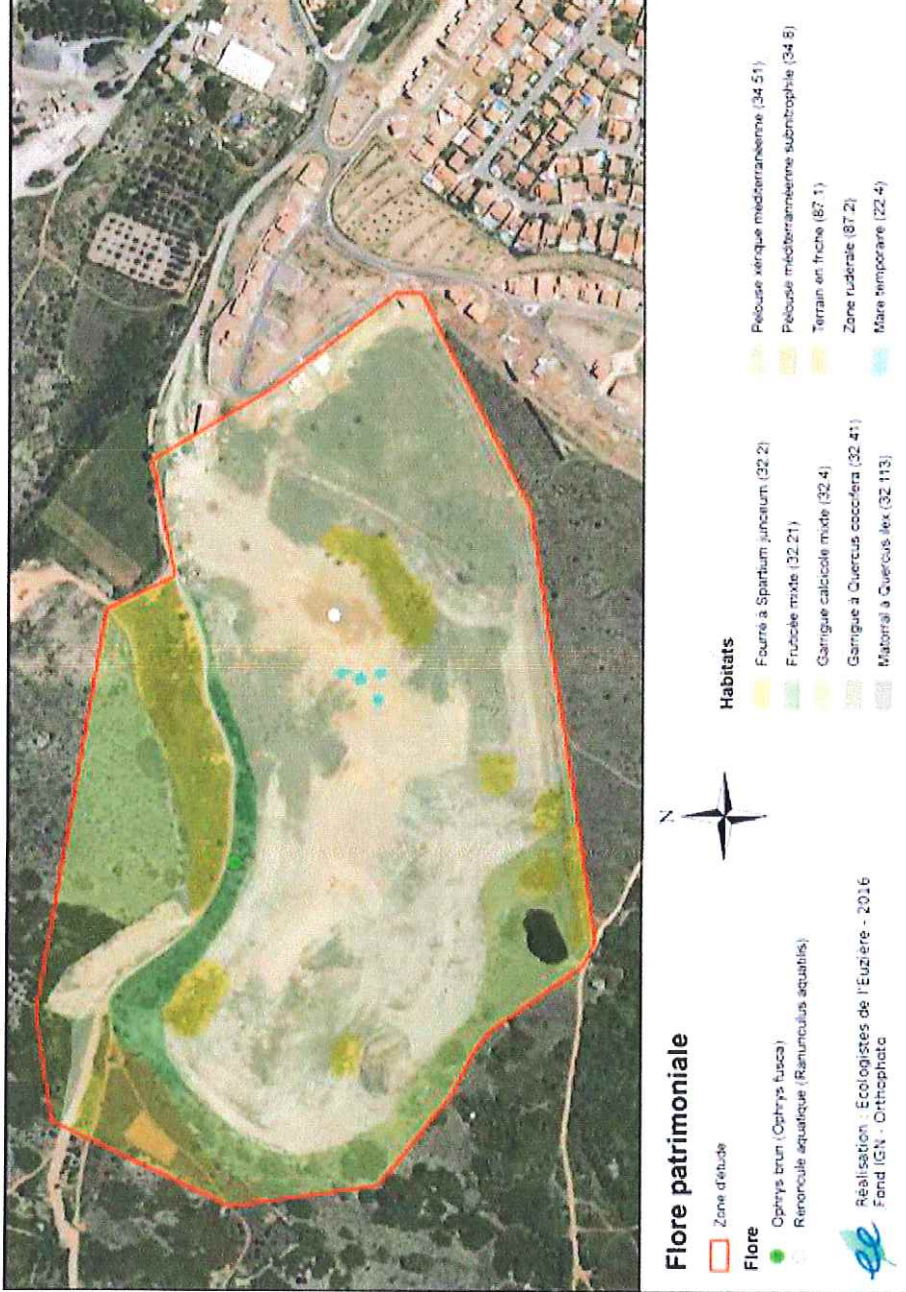 Flore patrimoniale
Zone d'étude
Flore
Ophrys brun (Ophrys fusca)
Renoncule aquatique (Ranunculus aquatilis)
Réalisation : Ecologistes de l'Euzière - 2016
Fond IGN - Orthophoto
N
Habitats
Fourré à Spartium junceum (32.2)
Fruticée mixte (32.21)
Garrigue calcicole mixte (32.4)
Garrigue à Quercus coccifera (32.41)
Matorral à Quercus ilex (32.113)
Pelouse xérique méditerranéenne (34.51)
Pelouse méditerrannéenne subnitrophile (34.8)
Terrain en friche (87.1)
Zone rudérale (87.2)
Mare temporaire (22.4)